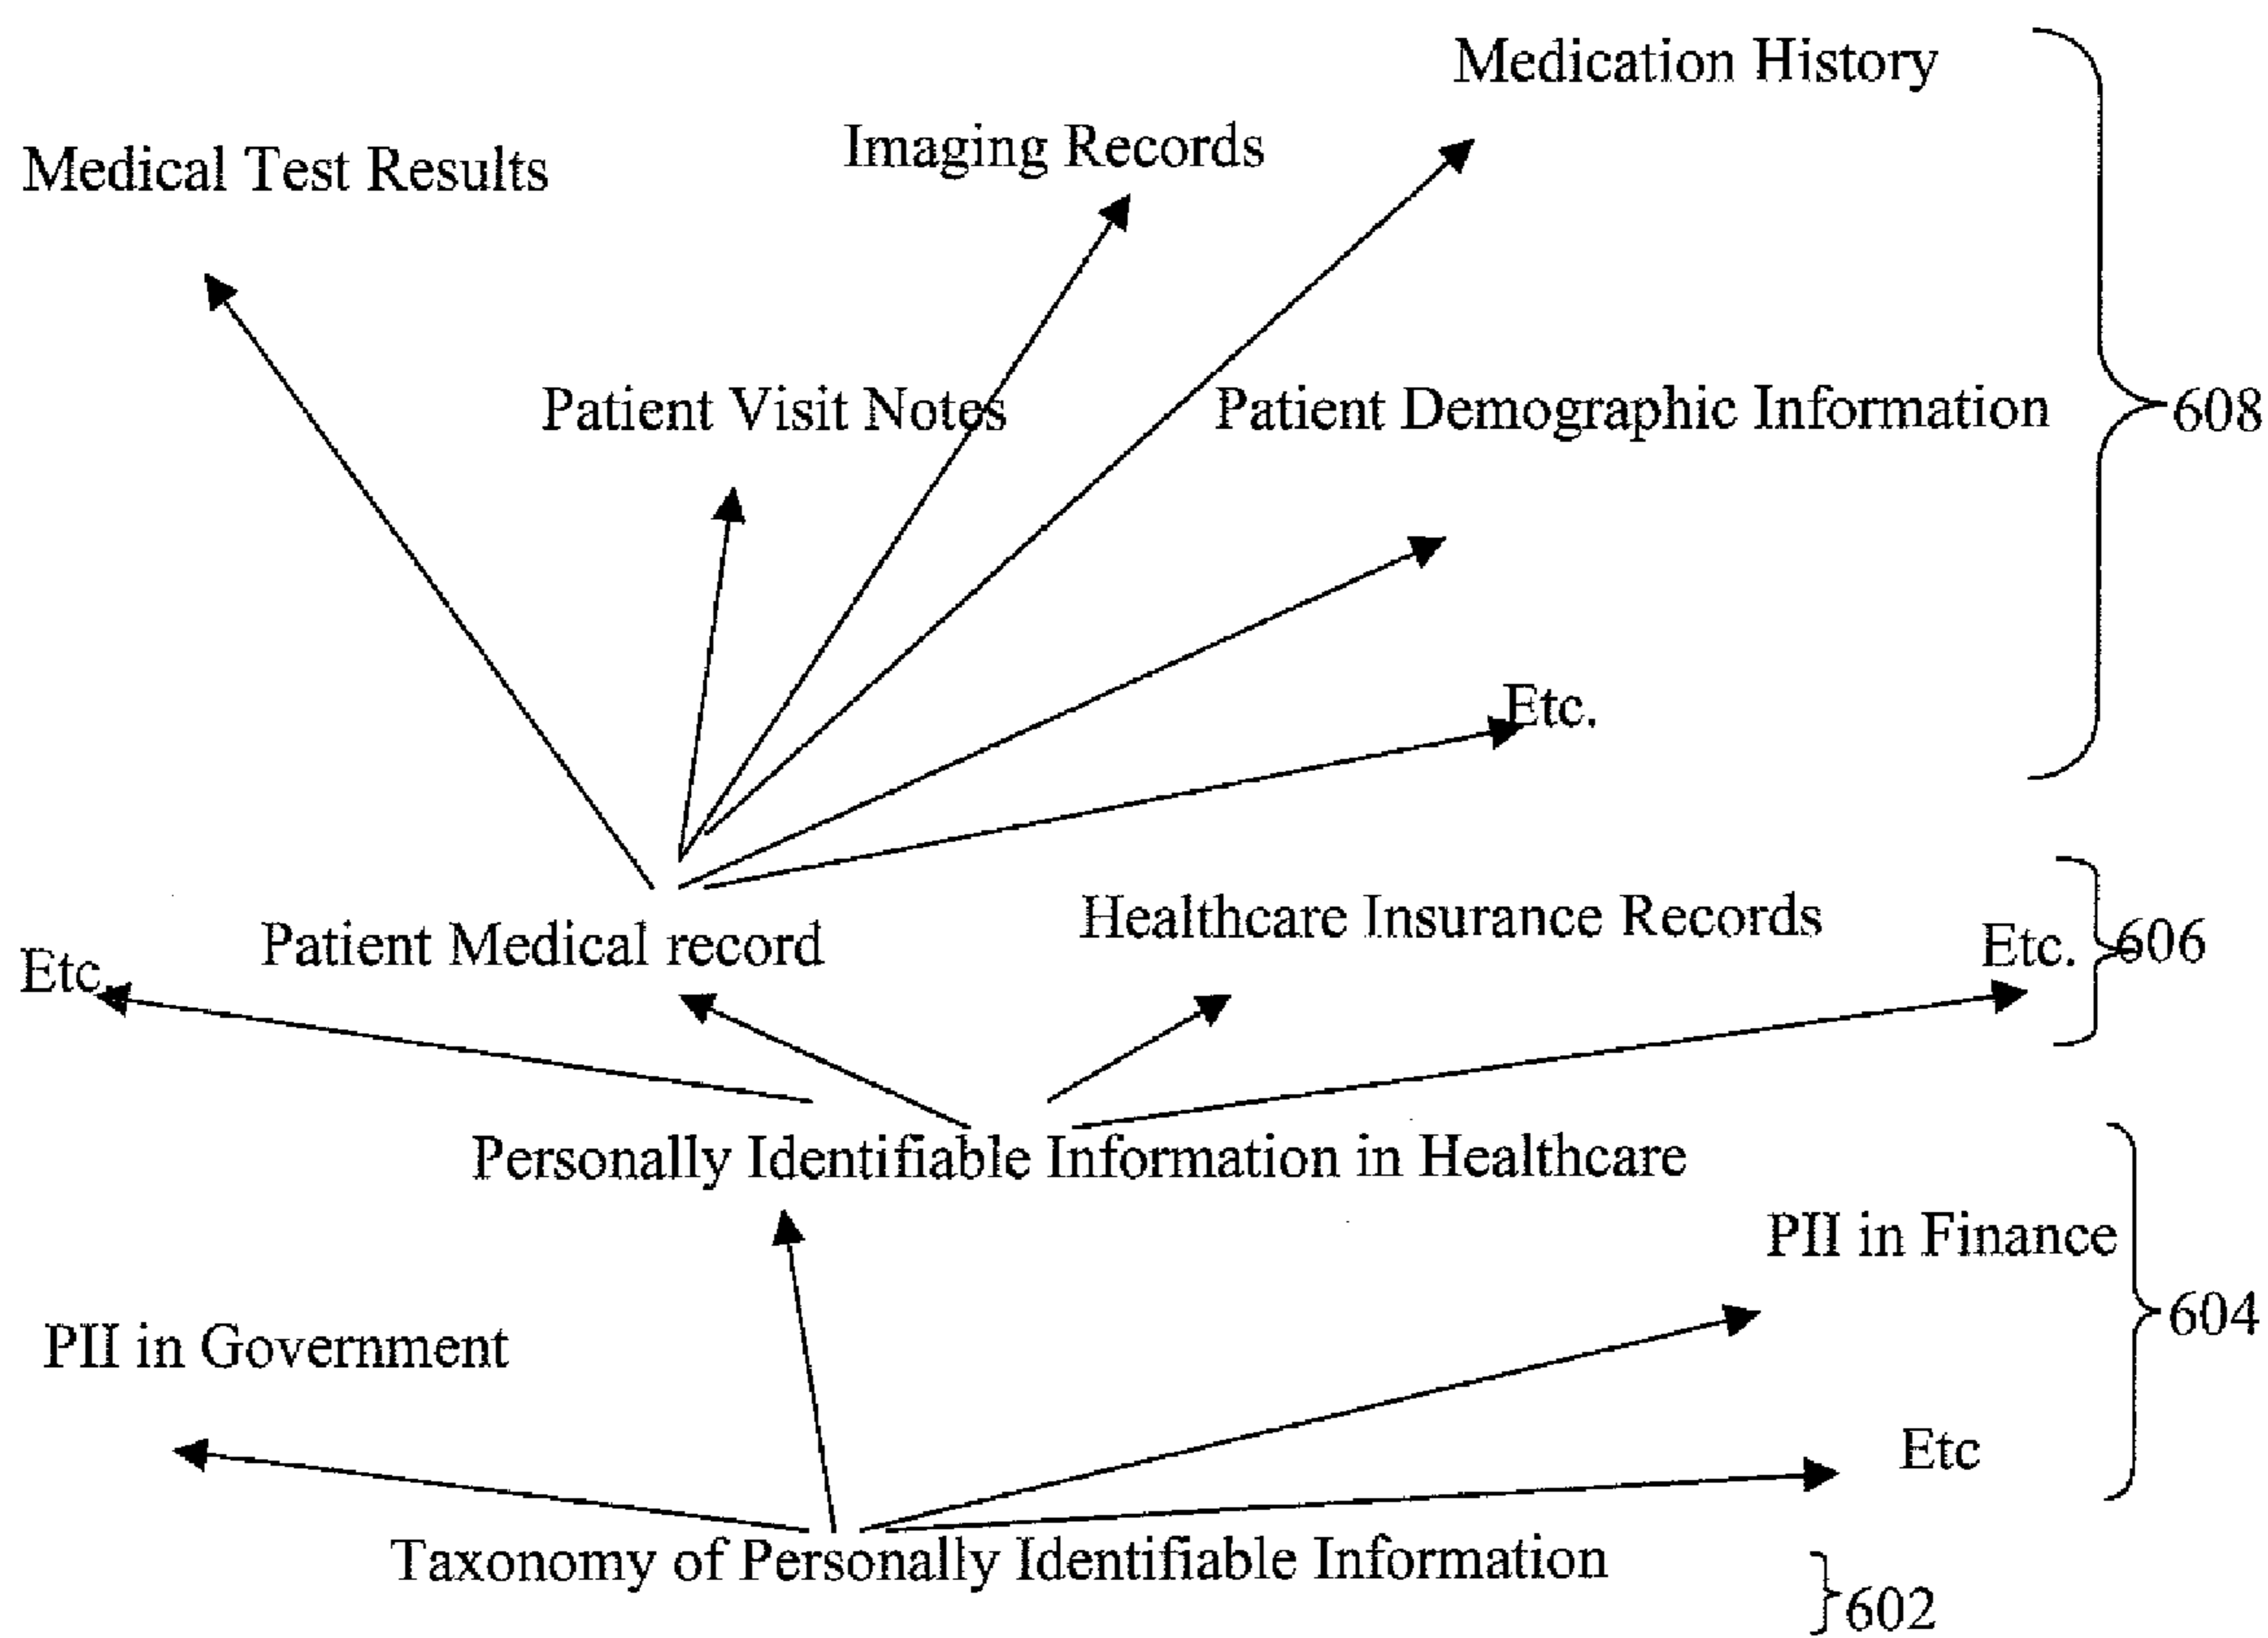 Medication History
Imaging Records
Medical Test Results
Patient Visit Notes
Patient Demographic Information
608
Etc.
Healthcare Insurance Records
Patient Medical record
Etc.
606
Etc.
Personally Identifiable Information in Healthcare
PII in Finance
604
PII in Government
Etc
Taxonomy of Personally Identifiable Information
602